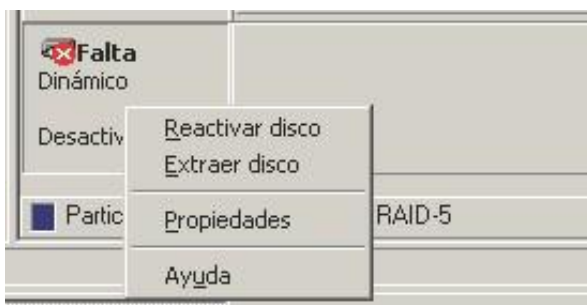 Falta
Dinámico
Desactiv
Reactivar disco
Extraer disco
Propiedades
Ayuda
Partic
RAID-5